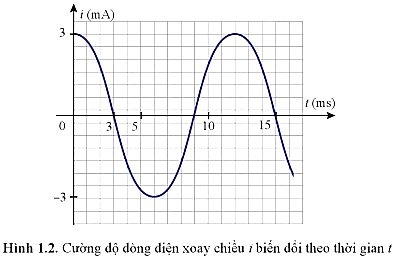 i (mA)
3
t (ms)
0
3
5
10
15
−3
Hình 1.2. Cường độ dòng điện xoay chiều i biến đổi theo thời gian t